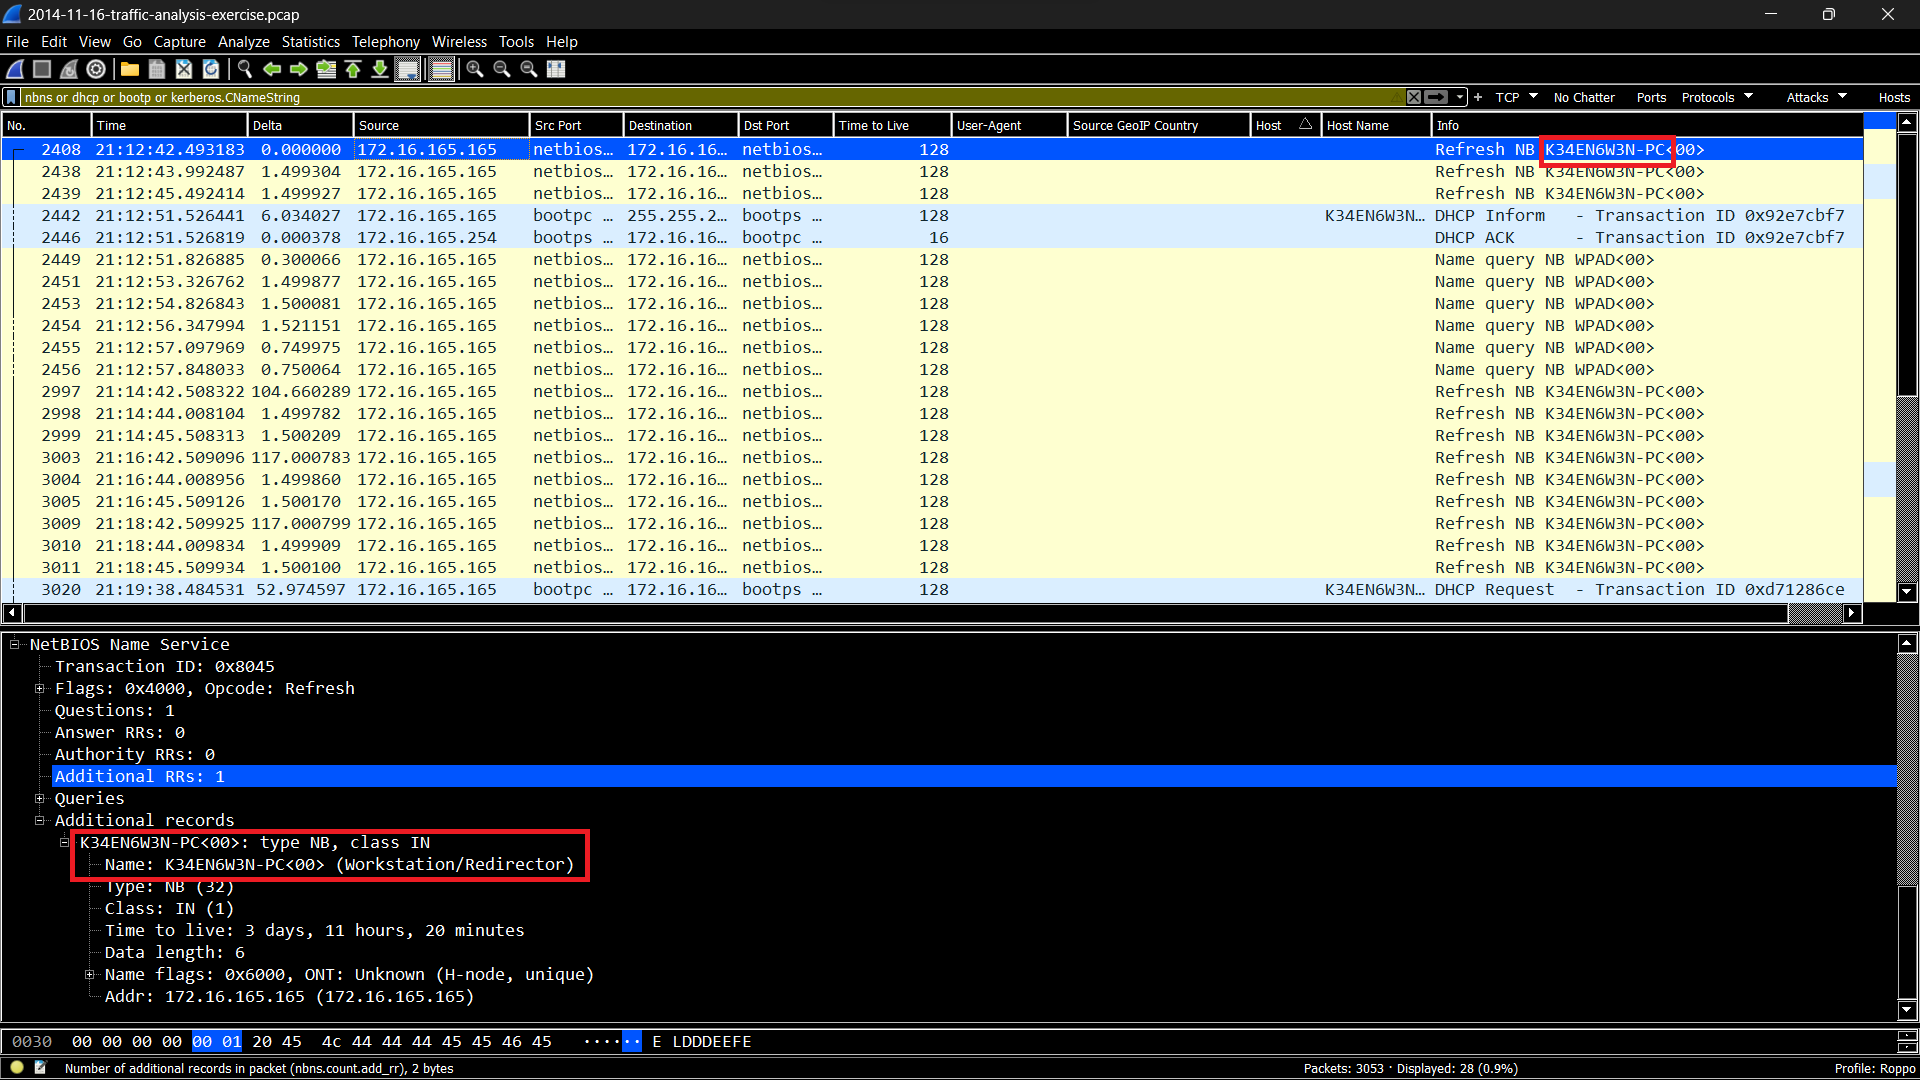 2014-11-16-traffic-analysis-exercise.pcap
File Edit View Go Capture Analyze Statistics Telephony Wireless Tools Help
nbns or dhcp or bootp or kerberos.CNameString + TCP No Chatter Ports Protocols Attacks Hosts
No. Time Delta Source Src Port Destination Dst Port Time to Live User-Agent Source GeoIP Country Host Host Name Info
2408 21:12:42.493183 0.000000 172.16.165.165 netbios… 172.16.16… netbios… 128 Refresh NB K34EN6W3N-PC<00>
2438 21:12:43.992487 1.499304 172.16.165.165 netbios… 172.16.16… netbios… 128 Refresh NB K34EN6W3N-PC<00>
2439 21:12:45.492414 1.499927 172.16.165.165 netbios… 172.16.16… netbios… 128 Refresh NB K34EN6W3N-PC<00>
2442 21:12:51.526441 6.034027 172.16.165.165 bootpc … 255.255.2… bootps … 128 K34EN6W3N… DHCP Inform - Transaction ID 0x92e7cbf7
2446 21:12:51.526819 0.000378 172.16.165.254 bootps … 172.16.16… bootpc … 16 DHCP ACK - Transaction ID 0x92e7cbf7
2449 21:12:51.826885 0.300066 172.16.165.165 netbios… 172.16.16… netbios… 128 Name query NB WPAD<00>
2451 21:12:53.326762 1.499877 172.16.165.165 netbios… 172.16.16… netbios… 128 Name query NB WPAD<00>
2453 21:12:54.826843 1.500081 172.16.165.165 netbios… 172.16.16… netbios… 128 Name query NB WPAD<00>
2454 21:12:56.347994 1.521151 172.16.165.165 netbios… 172.16.16… netbios… 128 Name query NB WPAD<00>
2455 21:12:57.097969 0.749975 172.16.165.165 netbios… 172.16.16… netbios… 128 Name query NB WPAD<00>
2456 21:12:57.848033 0.750064 172.16.165.165 netbios… 172.16.16… netbios… 128 Name query NB WPAD<00>
2997 21:14:42.508322 104.660289 172.16.165.165 netbios… 172.16.16… netbios… 128 Refresh NB K34EN6W3N-PC<00>
2998 21:14:44.008104 1.499782 172.16.165.165 netbios… 172.16.16… netbios… 128 Refresh NB K34EN6W3N-PC<00>
2999 21:14:45.508313 1.500209 172.16.165.165 netbios… 172.16.16… netbios… 128 Refresh NB K34EN6W3N-PC<00>
3003 21:16:42.509096 117.000783 172.16.165.165 netbios… 172.16.16… netbios… 128 Refresh NB K34EN6W3N-PC<00>
3004 21:16:44.008956 1.499860 172.16.165.165 netbios… 172.16.16… netbios… 128 Refresh NB K34EN6W3N-PC<00>
3005 21:16:45.509126 1.500170 172.16.165.165 netbios… 172.16.16… netbios… 128 Refresh NB K34EN6W3N-PC<00>
3009 21:18:42.509925 117.000799 172.16.165.165 netbios… 172.16.16… netbios… 128 Refresh NB K34EN6W3N-PC<00>
3010 21:18:44.009834 1.499909 172.16.165.165 netbios… 172.16.16… netbios… 128 Refresh NB K34EN6W3N-PC<00>
3011 21:18:45.509934 1.500100 172.16.165.165 netbios… 172.16.16… netbios… 128 Refresh NB K34EN6W3N-PC<00>
3020 21:19:38.484531 52.974597 172.16.165.165 bootpc … 172.16.16… bootps … 128 K34EN6W3N… DHCP Request - Transaction ID 0xd71286ce
NetBIOS Name Service
Transaction ID: 0x8045
Flags: 0x4000, Opcode: Refresh
Questions: 1
Answer RRs: 0
Authority RRs: 0
Additional RRs: 1
Queries
Additional records
K34EN6W3N-PC<00>: type NB, class IN
Name: K34EN6W3N-PC<00> (Workstation/Redirector)
Type: NB (32)
Class: IN (1)
Time to live: 3 days, 11 hours, 20 minutes
Data length: 6
Name flags: 0x6000, ONT: Unknown (H-node, unique)
Addr: 172.16.165.165 (172.16.165.165)
0030 00 00 00 00 00 01 20 45 4c 44 44 44 45 45 46 45 ······ E LDDDEEFE
Number of additional records in packet (nbns.count.add_rr), 2 bytes Packets: 3053 · Displayed: 28 (0.9%) Profile: Roppo